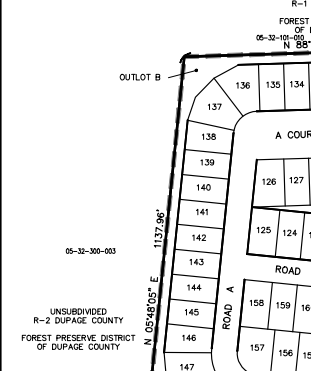 R-1
FOREST
OF
05-32-101-010
N 88°
OUTLOT B
136
135
134
137
138
A COUR
139
126
127
140
141
1137.96'
142
125
124
05-32-300-003
143
ROAD
144
N 05°48'05" E
158
159
UNSUBDIVIDED
R-2 DUPAGE COUNTY
145
ROAD A
FOREST PRESERVE DISTRICT
OF DUPAGE COUNTY
146
157
156
147